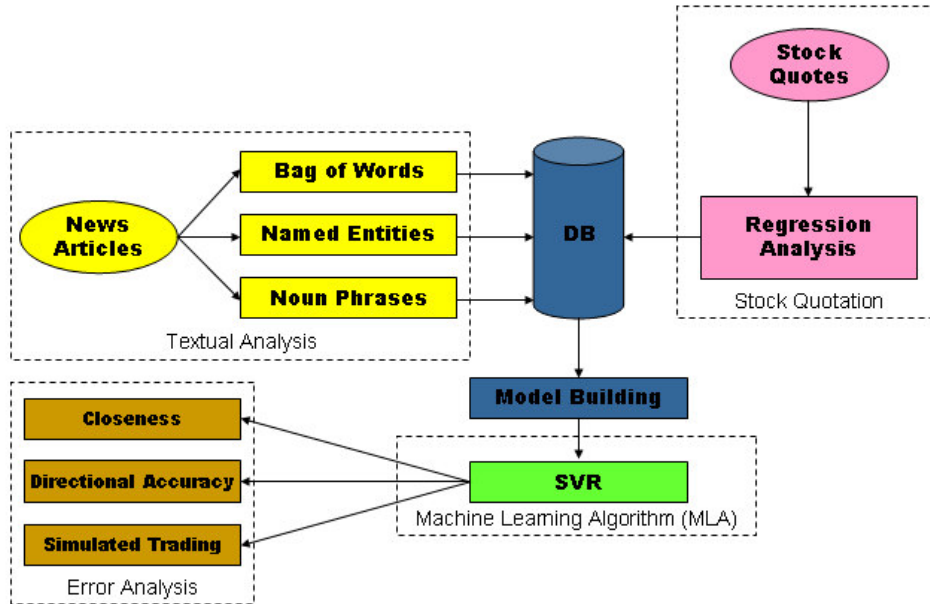 Stock
Quotes
Bag of Words
News
Articles
Named Entities
DB
Regression
Analysis
Noun Phrases
Stock Quotation
Textual Analysis
Model Building
Closeness
Directional Accuracy
SVR
Machine Learning Algorithm (MLA)
Simulated Trading
Error Analysis